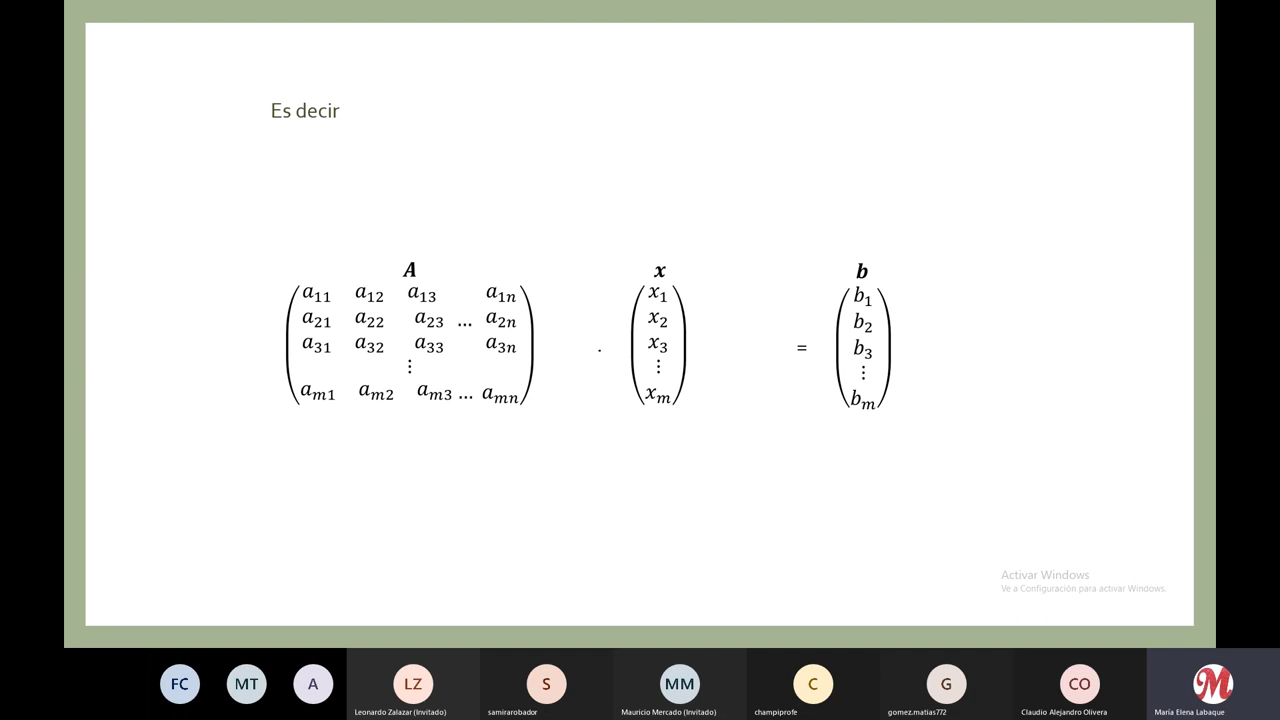 Es decir
A x b
a11 a12 a13 a1n x1 b1
a21 a22 a23 … a2n x2 b2
a31 a32 a33 a3n . x3 = b3
⋮ ⋮ ⋮
am1 am2 am3 … amn xm bm
Activar Windows
Ve a Configuración para activar Windows.
FC MT A LZ S MM C G CO M
Leonardo Zalazar (Invitado) samirarobador Mauricio Mercado (Invitado) champiprofe gomez.matias772 Claudio Alejandro Olivera María Elena Labaque